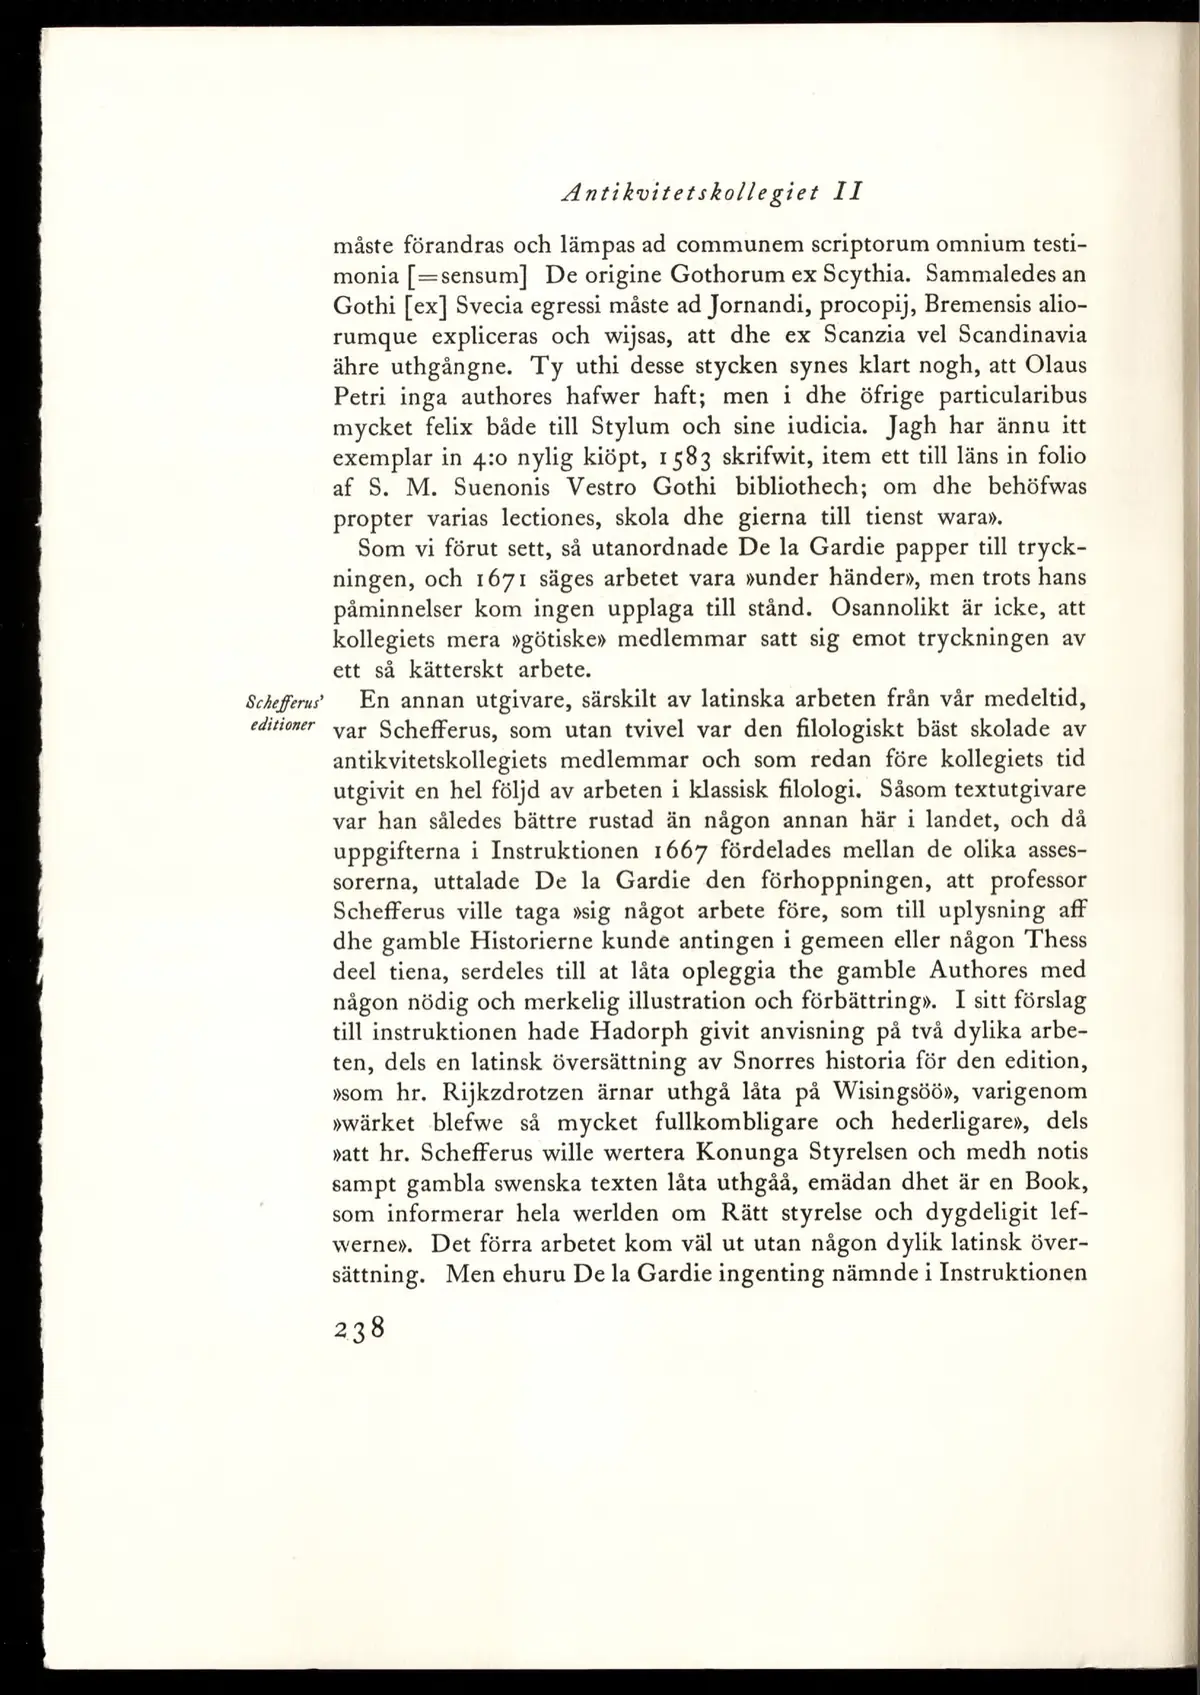 Antikvitetskollegiet II
måste förandras och lämpas ad communem scriptorum omnium testi-
monia [=sensum] De origine Gothorum ex Scythia. Sammaledes an
Gothi [ex] Svecia egressi måste ad Jornandi, procopij, Bremensis alio-
rumque expliceras och wijsas, att dhe ex Scanzia vel Scandinavia
ähre uthgångne. Ty uthi desse stycken synes klart nogh, att Olaus
Petri inga authores hafwer haft; men i dhe öfrige particularibus
mycket felix både till Stylum och sine iudicia. Jagh har ännu itt
exemplar in 4:o nylig kiöpt, 1583 skrifwit, item ett till läns in folio
af S. M. Suenonis Vestro Gothi bibliothech; om dhe behöfwas
propter varias lectiones, skola dhe gierna till tienst wara».
Som vi förut sett, så utanordnade De la Gardie papper till tryck-
ningen, och 1671 säges arbetet vara »under händer», men trots hans
påminnelser kom ingen upplaga till stånd. Osannolikt är icke, att
kollegiets mera »götiske» medlemmar satt sig emot tryckningen av
ett så kätterskt arbete.
Schefferus'
editioner
En annan utgivare, särskilt av latinska arbeten från vår medeltid,
var Schefferus, som utan tvivel var den filologiskt bäst skolade av
antikvitetskollegiets medlemmar och som redan före kollegiets tid
utgivit en hel följd av arbeten i klassisk filologi. Såsom textutgivare
var han således bättre rustad än någon annan här i landet, och då
uppgifterna i Instruktionen 1667 fördelades mellan de olika asses-
sorerna, uttalade De la Gardie den förhoppningen, att professor
Schefferus ville taga »sig något arbete före, som till uplysning aff
dhe gamble Historierne kunde antingen i gemeen eller någon Thess
deel tiena, serdeles till at låta opleggia the gamble Authores med
någon nödig och merkelig illustration och förbättring». I sitt förslag
till instruktionen hade Hadorph givit anvisning på två dylika arbe-
ten, dels en latinsk översättning av Snorres historia för den edition,
»som hr. Rijkzdrotzen ärnar uthgå låta på Wisingsöö», varigenom
»wärket blefwe så mycket fullkombligare och hederligare», dels
»att hr. Schefferus wille wertera Konunga Styrelsen och medh notis
sampt gambla swenska texten låta uthgåå, emädan dhet är en Book,
som informerar hela werlden om Rätt styrelse och dygdeligit lef-
werne». Det förra arbetet kom väl ut utan någon dylik latinsk över-
sättning. Men ehuru De la Gardie ingenting nämnde i Instruktionen
238